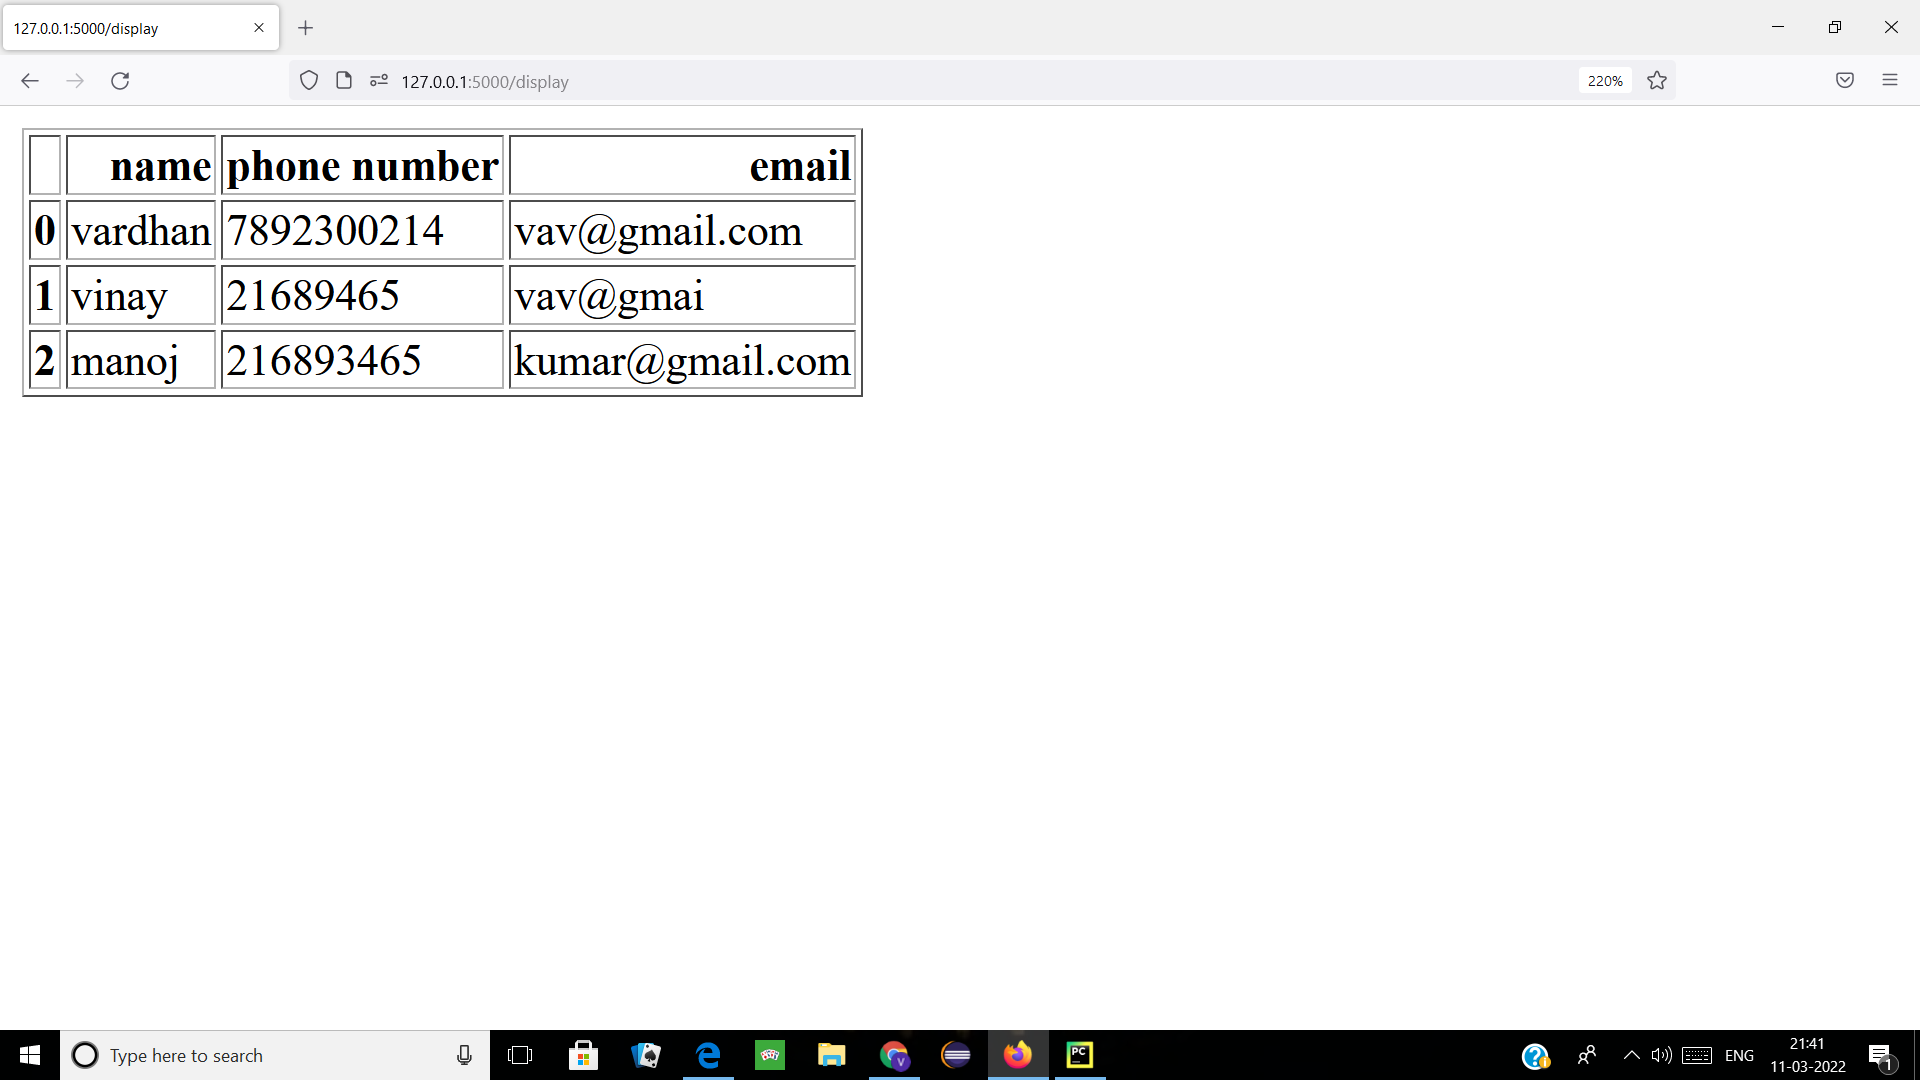 127.0.0.1:5000/display
127.0.0.1:5000/display 220%
name phone number email
0 vardhan 7892300214 vav@gmail.com
1 vinay 21689465 vav@gmai
2 manoj 216893465 kumar@gmail.com
Type here to search V PC ENG 21:41
11-03-2022 1